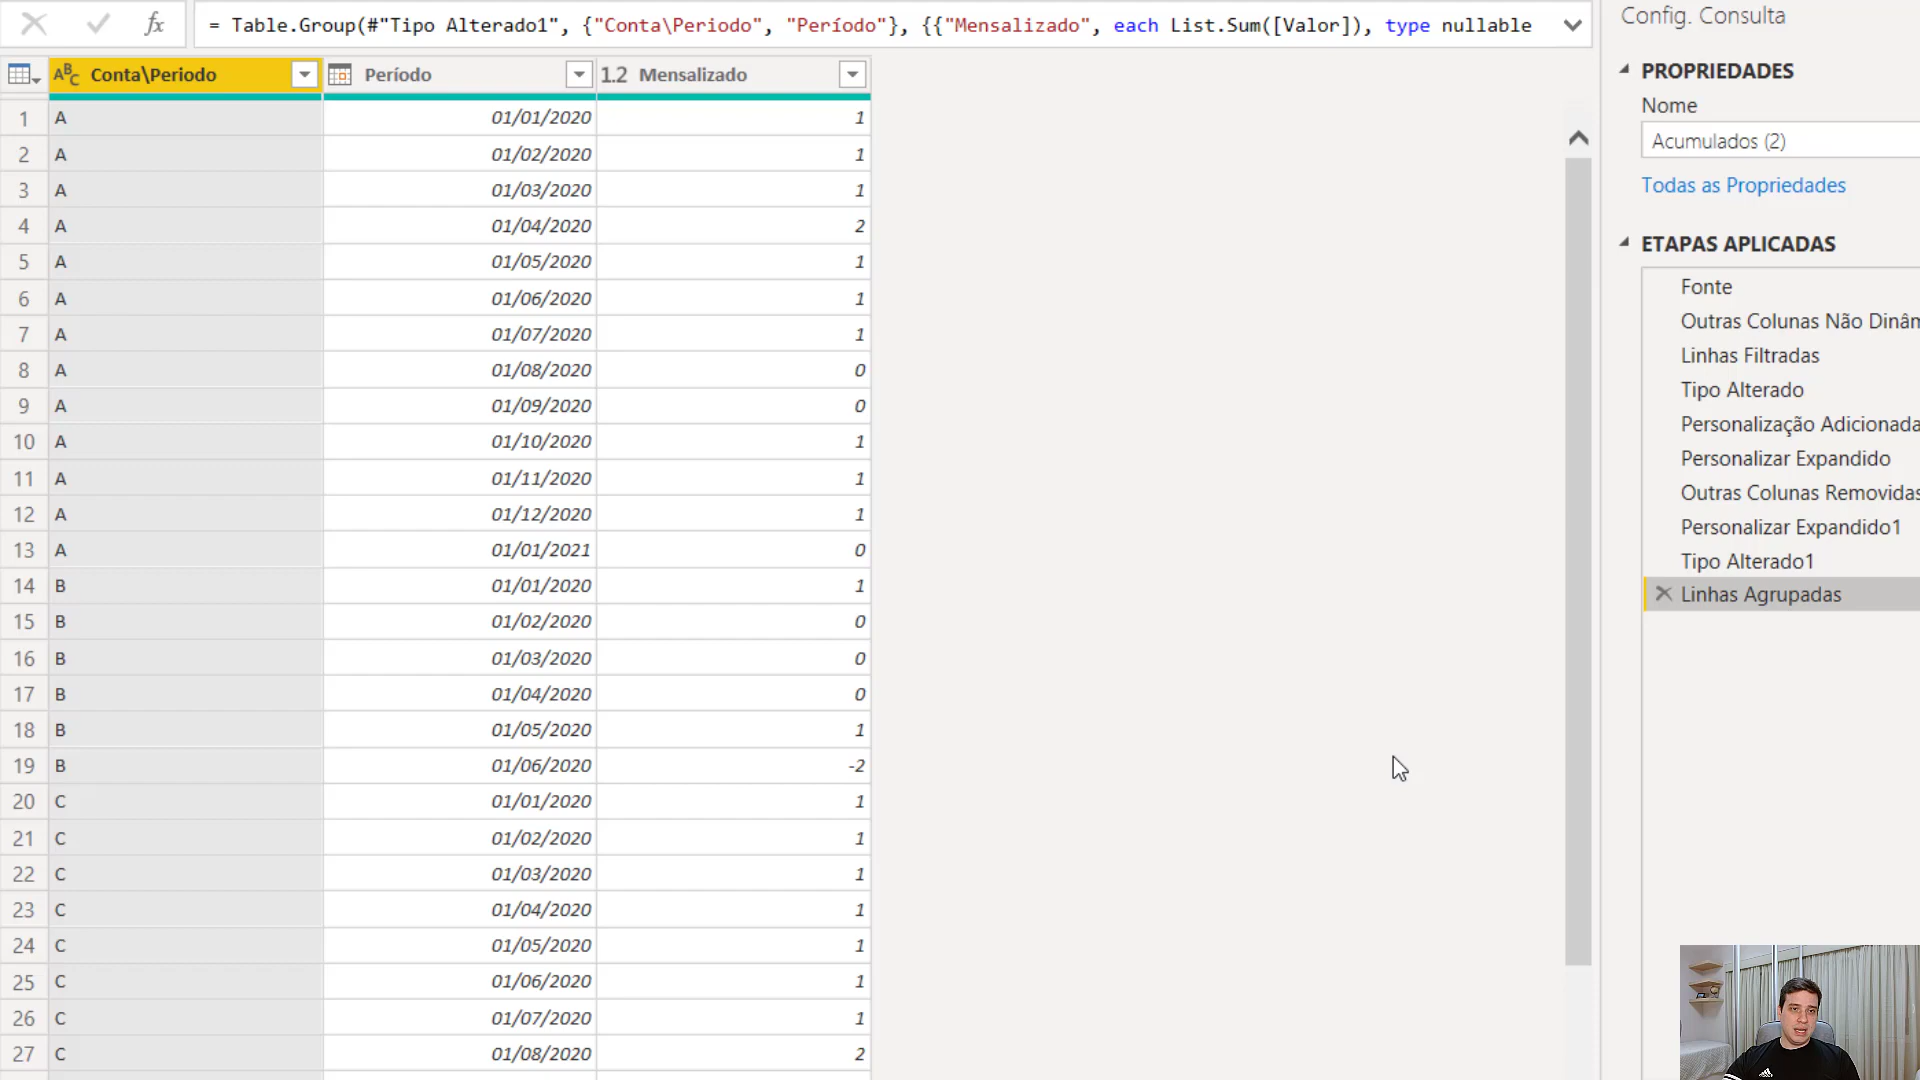 = Table.Group(#"Tipo Alterado1", {"Conta\Periodo", "Período"}, {{"Mensalizado", each List.Sum([Valor]), type nullable
Config. Consulta
PROPRIEDADES
Nome
Acumulados (2)
Todas as Propriedades
ETAPAS APLICADAS
Fonte
Outras Colunas Não Dinâm
Linhas Filtradas
Tipo Alterado
Personalização Adicionada
Personalizar Expandido
Outras Colunas Removidas
Personalizar Expandido1
Tipo Alterado1
Linhas Agrupadas
ABC Conta\Periodo Período 1.2 Mensalizado
1 A 01/01/2020 1
2 A 01/02/2020 1
3 A 01/03/2020 1
4 A 01/04/2020 2
5 A 01/05/2020 1
6 A 01/06/2020 1
7 A 01/07/2020 1
8 A 01/08/2020 0
9 A 01/09/2020 0
10 A 01/10/2020 1
11 A 01/11/2020 1
12 A 01/12/2020 1
13 A 01/01/2021 0
14 B 01/01/2020 1
15 B 01/02/2020 0
16 B 01/03/2020 0
17 B 01/04/2020 0
18 B 01/05/2020 1
19 B 01/06/2020 -2
20 C 01/01/2020 1
21 C 01/02/2020 1
22 C 01/03/2020 1
23 C 01/04/2020 1
24 C 01/05/2020 1
25 C 01/06/2020 1
26 C 01/07/2020 1
27 C 01/08/2020 2